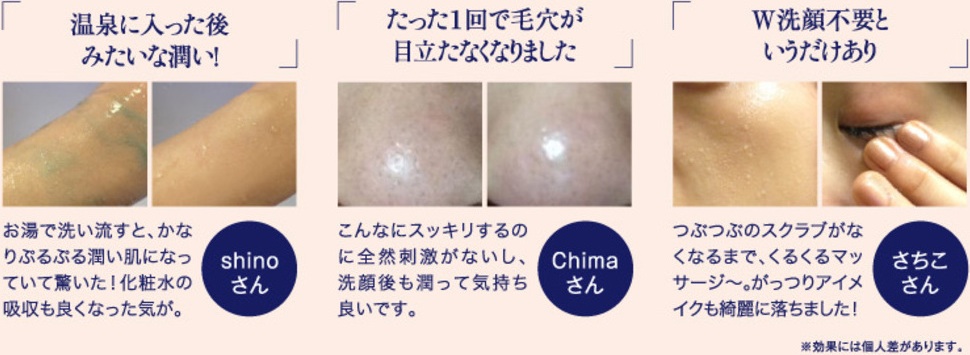 温泉に入った後
みたいな潤い!
お湯で洗い流すと、かな
りぷるぷる潤い肌になっ
ていて驚いた!化粧水の
吸収も良くなった気が。
shino
さん
たった1回で毛穴が
目立たなくなりました
こんなにスッキリするの
に全然刺激がないし、
洗顔後も潤って気持ち
良いです。
Chima
さん
W洗顔不要と
いうだけあり
つぶつぶのスクラブがな
くなるまで、くるくるマッ
サージ〜。がっつりアイメ
イクも綺麗に落ちました!
さちこ
さん
※効果には個人差があります。